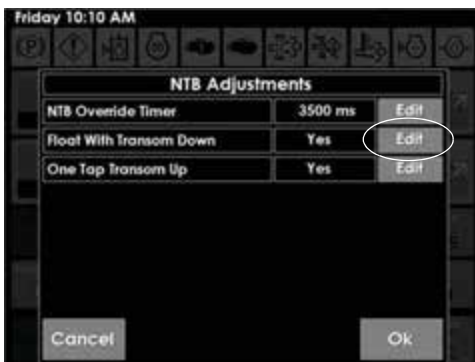 Friday 10:10 AM
NTB Adjustments
NTB Override Timer 3500 ms Edit
Float With Transom Down Yes Edit
One Tap Transom Up Yes Edit
Cancel Ok